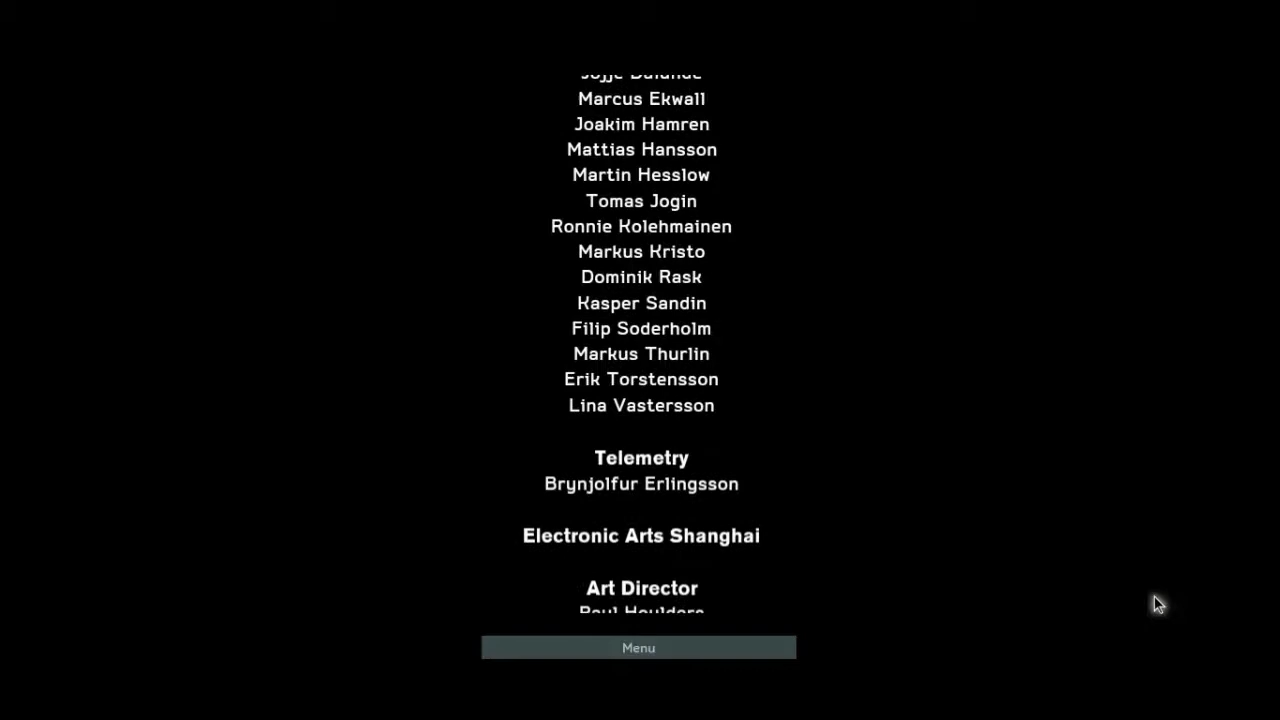 Marcus Ekwall
Joakim Hamren
Mattias Hansson
Martin Hesslow
Tomas Jogin
Ronnie Kolehmainen
Markus Kristo
Dominik Rask
Kasper Sandin
Filip Soderholm
Markus Thurlin
Erik Torstensson
Lina Vastersson
Telemetry
Brynjolfur Erlingsson
Electronic Arts Shanghai
Art Director
Menu